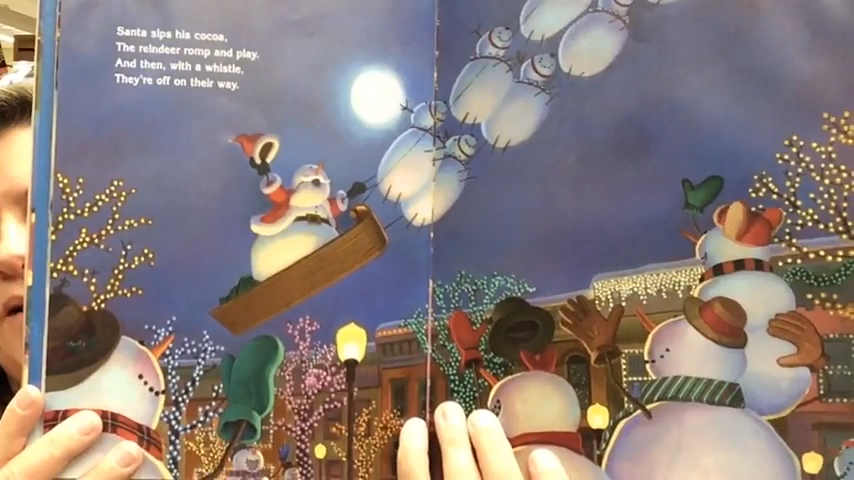 Santa sips his cocoa,
The reindeer romp and play.
And then, with a whistle,
They're off on their way.